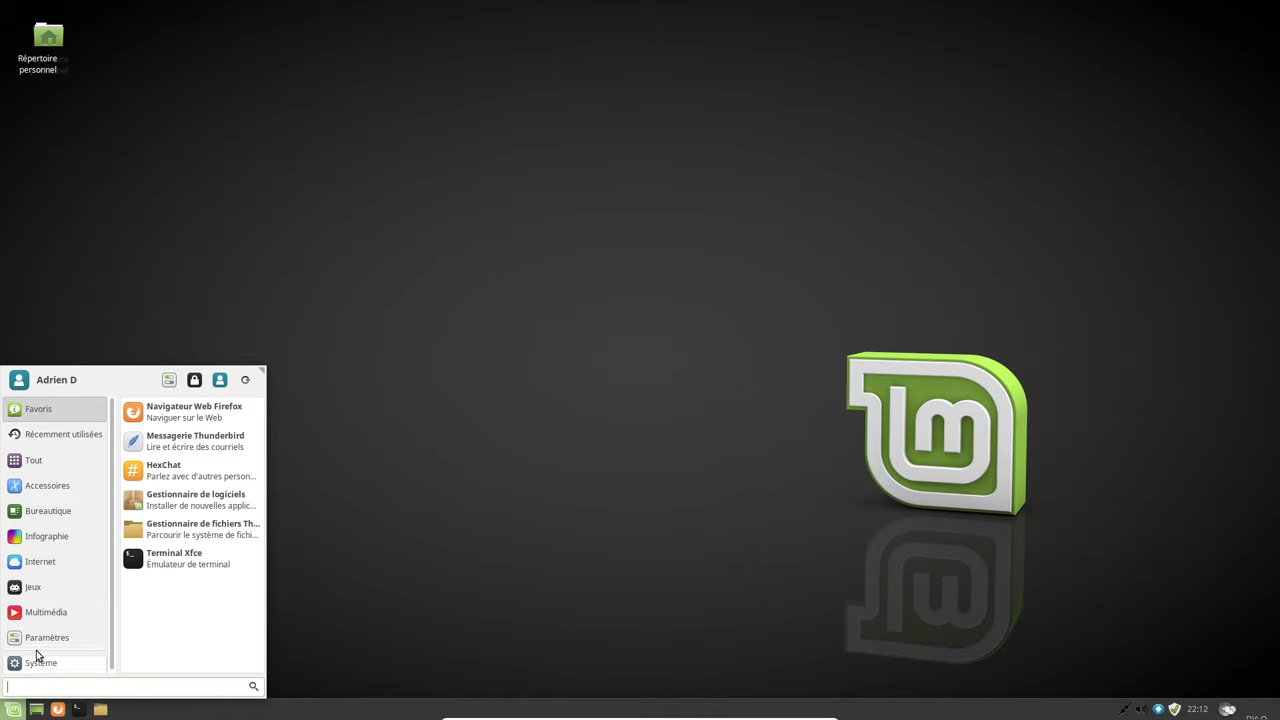 Répertoire
personnel
Adrien D
Favoris
Récemment utilisées
Tout
Accessoires
Bureautique
Infographie
Internet
Jeux
Multimédia
Paramètres
Système
Navigateur Web Firefox
Naviguer sur le Web
Messagerie Thunderbird
Lire et écrire des courriels
HexChat
Parlez avec d'autres person...
Gestionnaire de logiciels
Installer de nouvelles applic...
Gestionnaire de fichiers Th...
Parcourir le système de fichi...
Terminal Xfce
Émulateur de terminal
lm
22:12